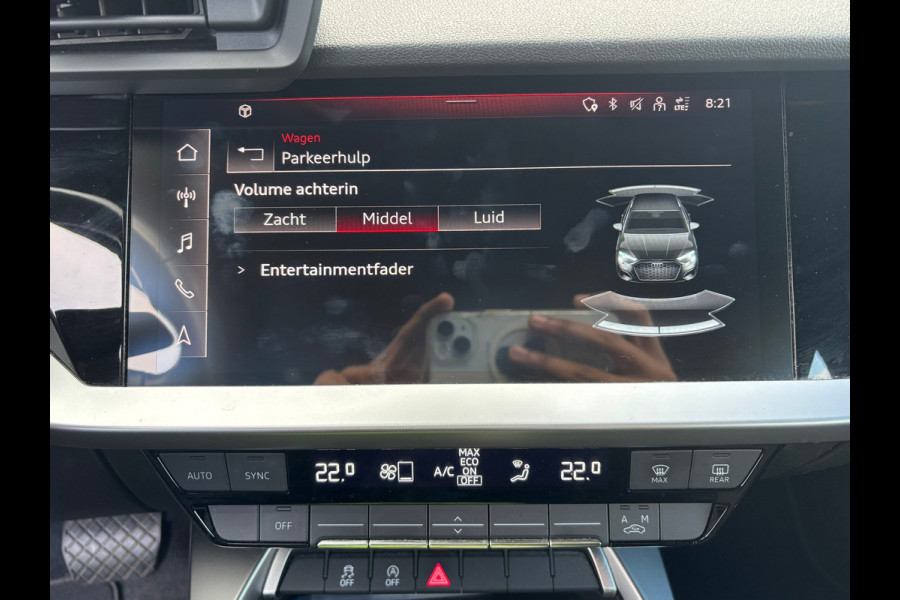 LTE 8:21
Wagen
Parkeerhulp
Volume achterin
Zacht Middel Luid
> Entertainmentfader
MAX
ECO
AUTO SYNC 22.0 A/C ON 22.0 MAX REAR
OFF
OFF A M
OFF OFF